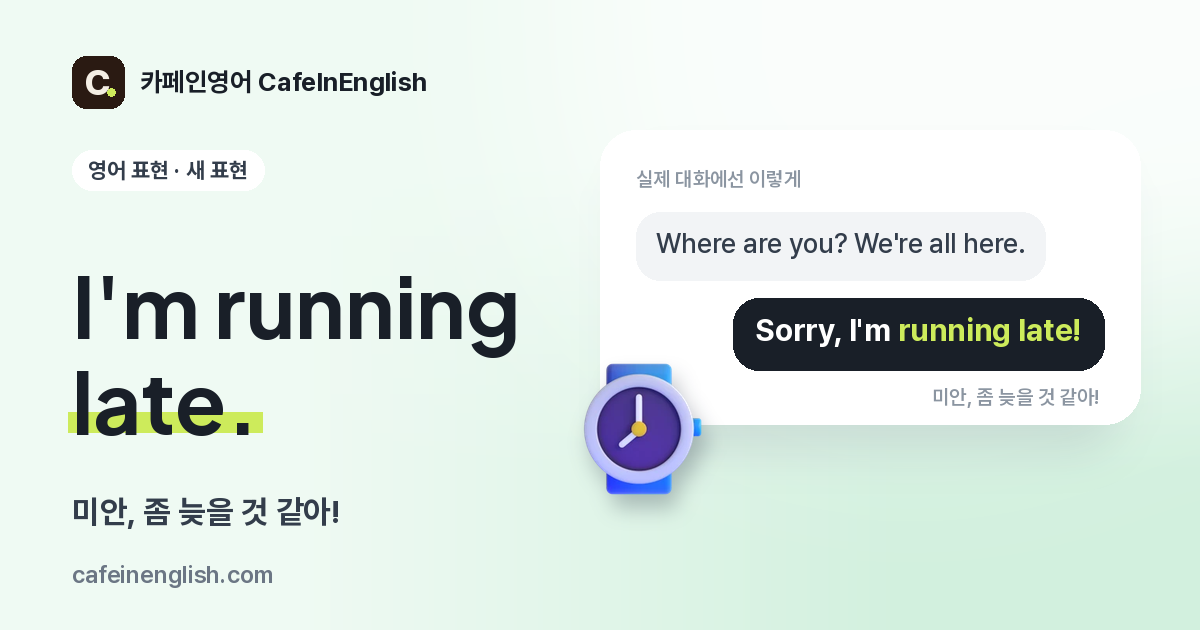 C
카페인영어 CafeInEnglish
영어 표현 · 새 표현
I'm running
late.
미안, 좀 늦을 것 같아!
cafeinenglish.com
실제 대화에선 이렇게
Where are you? We're all here.
Sorry, I'm running late!
미안, 좀 늦을 것 같아!